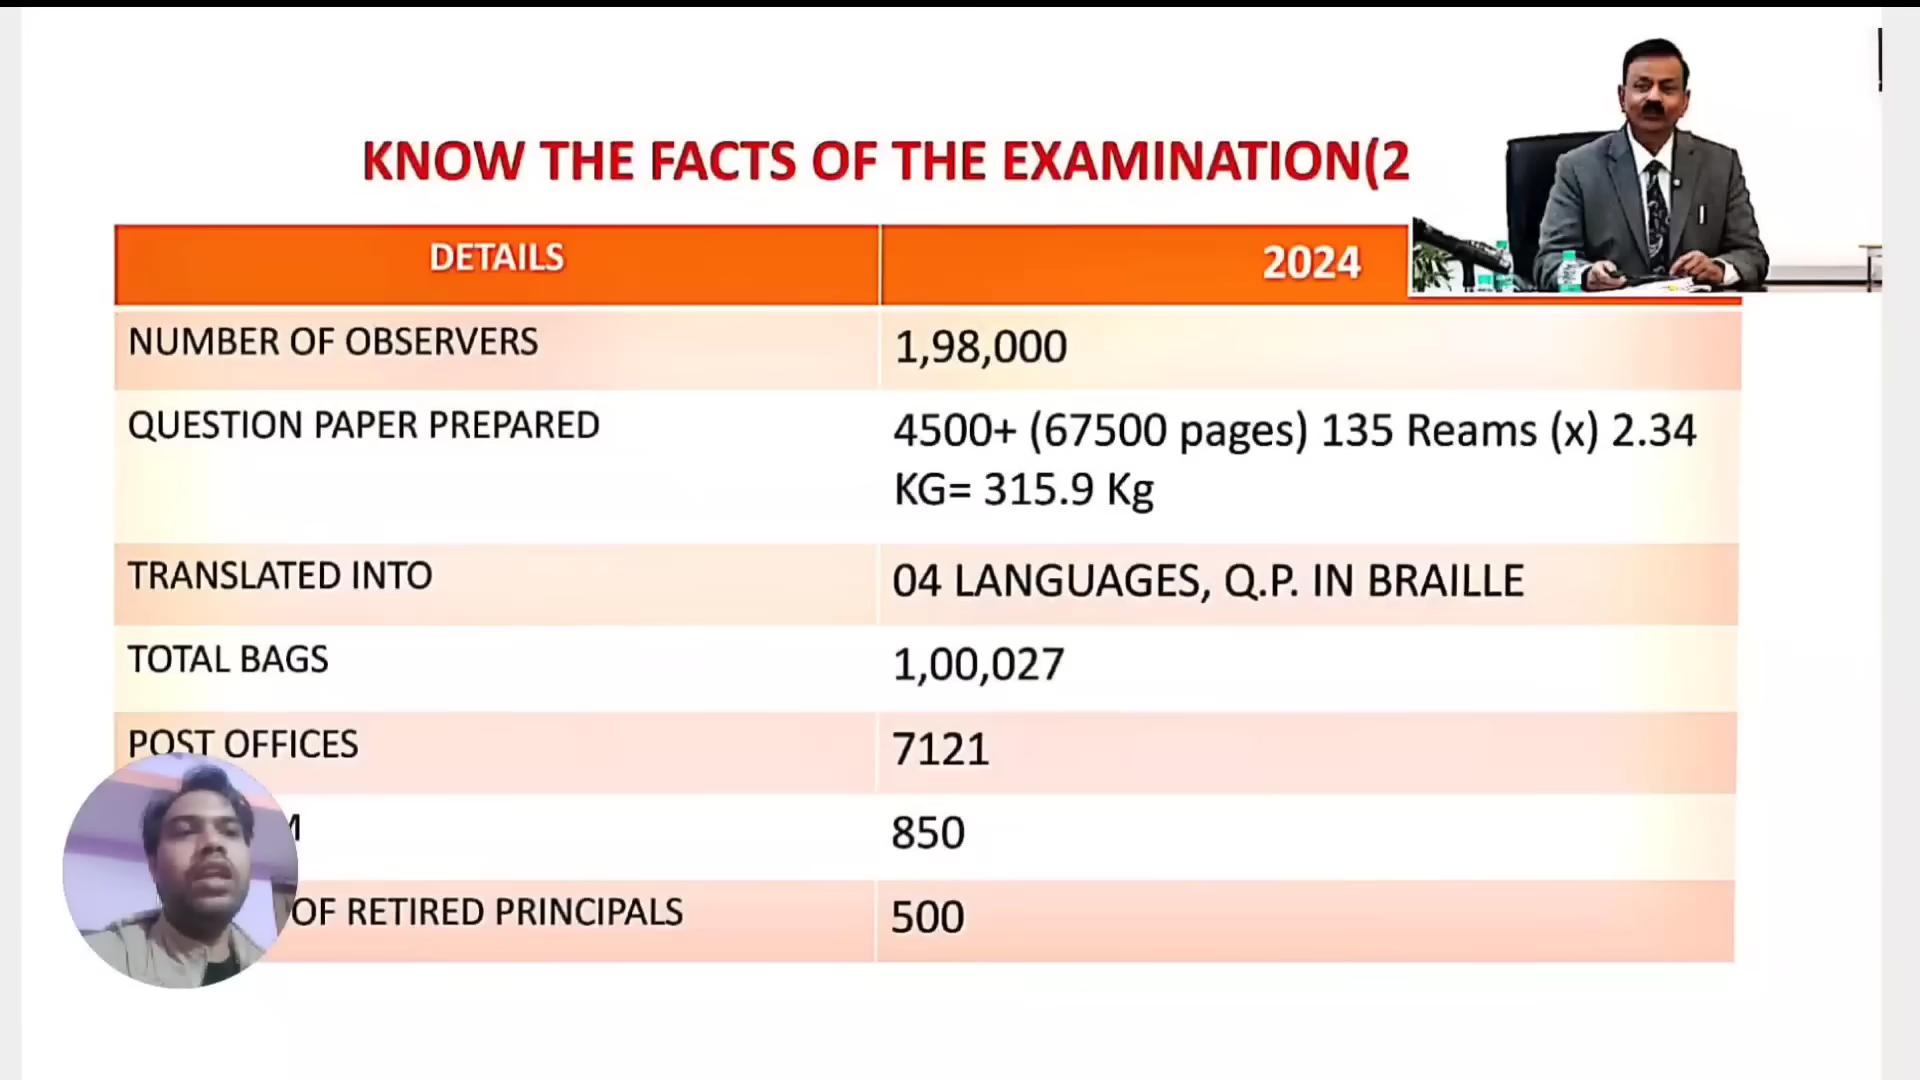 KNOW THE FACTS OF THE EXAMINATION(2
DETAILS
2024
NUMBER OF OBSERVERS
1,98,000
QUESTION PAPER PREPARED
4500+ (67500 pages) 135 Reams (x) 2.34
KG= 315.9 Kg
TRANSLATED INTO
04 LANGUAGES, Q.P. IN BRAILLE
TOTAL BAGS
1,00,027
POST OFFICES
7121
850
OF RETIRED PRINCIPALS
500